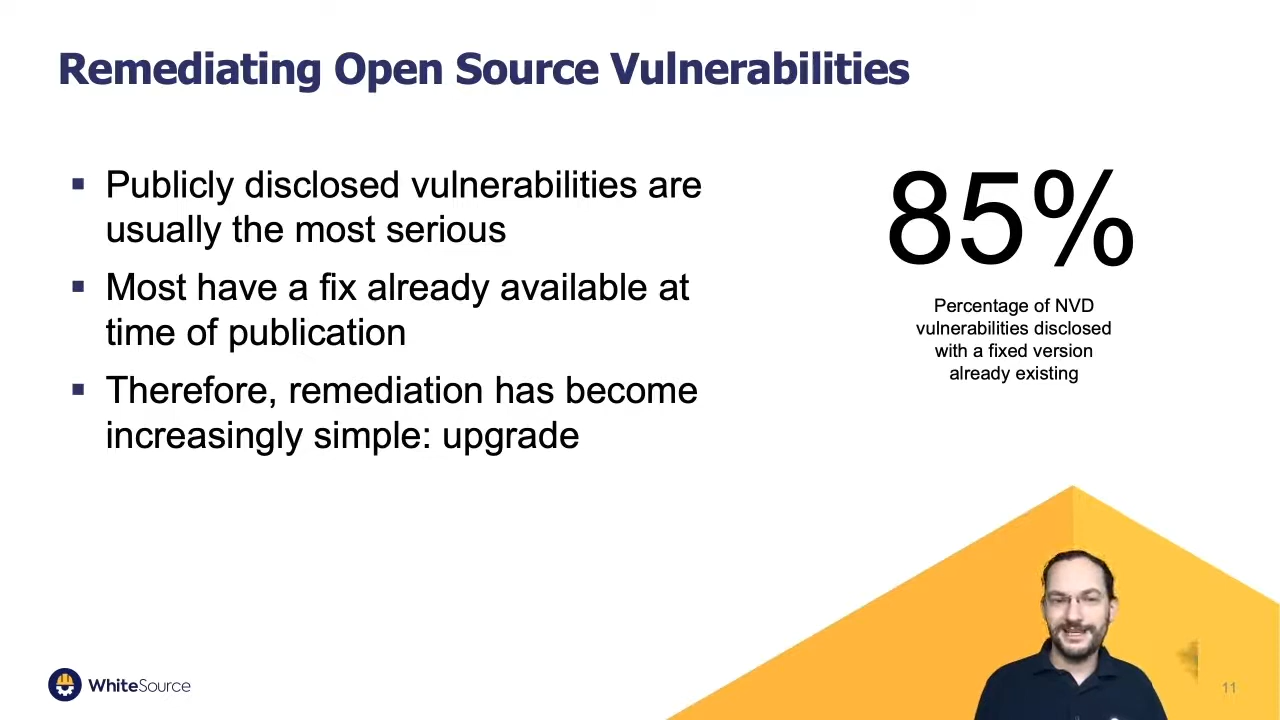 Remediating Open Source Vulnerabilities
▪ Publicly disclosed vulnerabilities are
usually the most serious
▪ Most have a fix already available at
time of publication
▪ Therefore, remediation has become
increasingly simple: upgrade
85%
Percentage of NVD
vulnerabilities disclosed
with a fixed version
already existing
WhiteSource
11